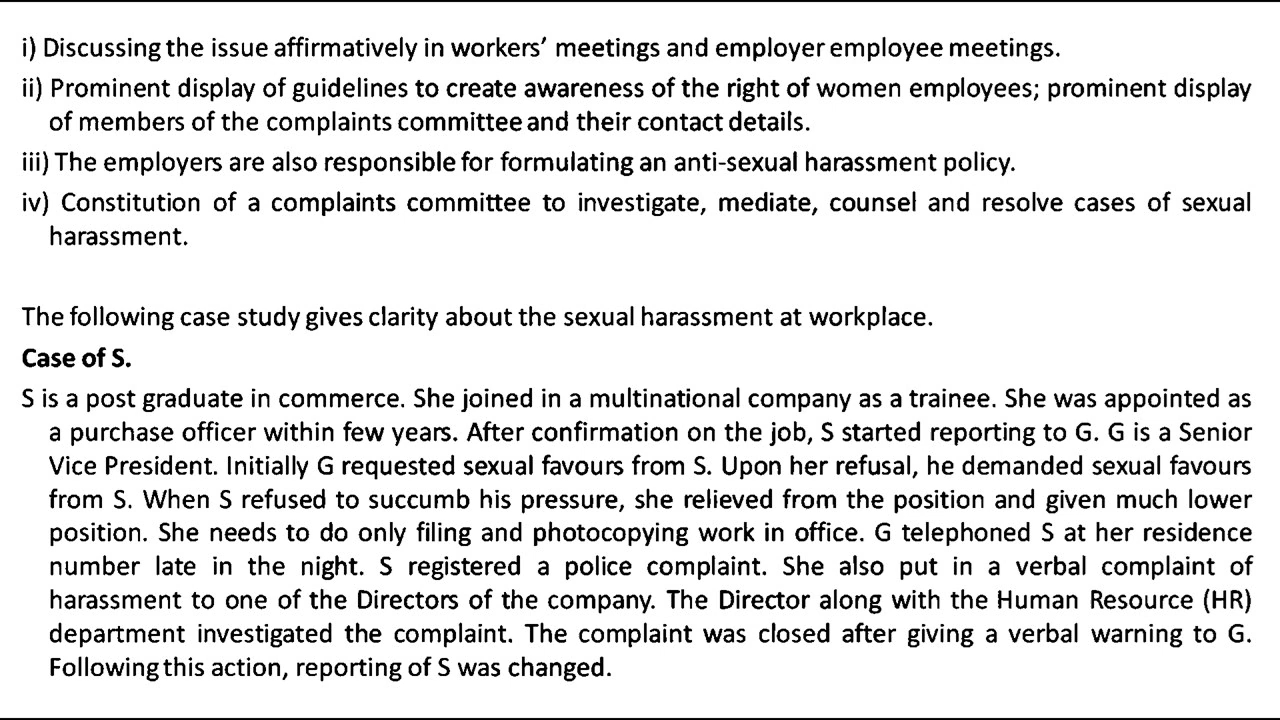 i) Discussing the issue affirmatively in workers’ meetings and employer employee meetings.
ii) Prominent display of guidelines to create awareness of the right of women employees; prominent display
of members of the complaints committee and their contact details.
iii) The employers are also responsible for formulating an anti-sexual harassment policy.
iv) Constitution of a complaints committee to investigate, mediate, counsel and resolve cases of sexual
harassment.
The following case study gives clarity about the sexual harassment at workplace.
Case of S.
S is a post graduate in commerce. She joined in a multinational company as a trainee. She was appointed as
a purchase officer within few years. After confirmation on the job, S started reporting to G. G is a Senior
Vice President. Initially G requested sexual favours from S. Upon her refusal, he demanded sexual favours
from S. When S refused to succumb his pressure, she relieved from the position and given much lower
position. She needs to do only filing and photocopying work in office. G telephoned S at her residence
number late in the night. S registered a police complaint. She also put in a verbal complaint of
harassment to one of the Directors of the company. The Director along with the Human Resource (HR)
department investigated the complaint. The complaint was closed after giving a verbal warning to G.
Following this action, reporting of S was changed.